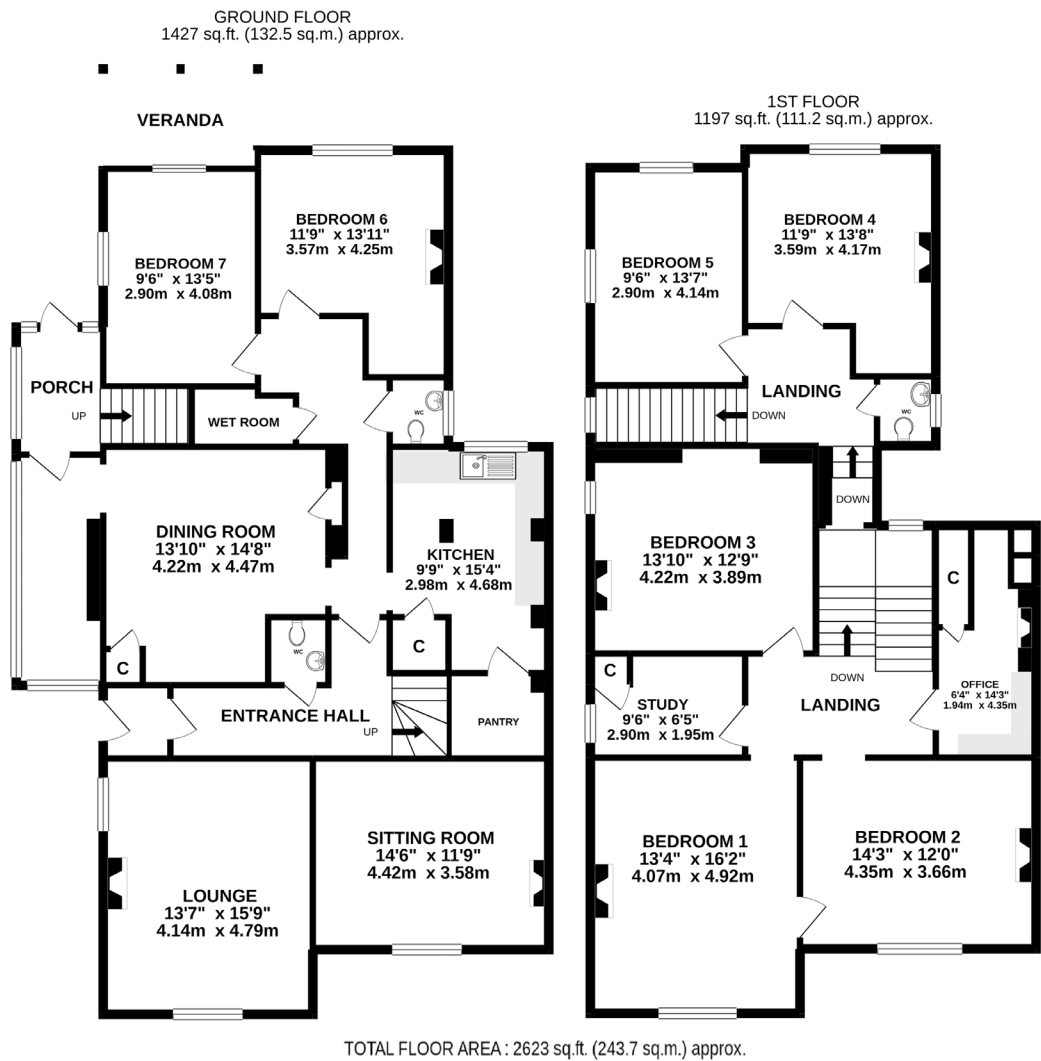 GROUND FLOOR
1427 sq.ft. (132.5 sq.m.) approx.
VERANDA
BEDROOM 6
11'9" x 13'11"
3.57m x 4.25m
BEDROOM 7
9'6" x 13'5"
2.90m x 4.08m
PORCH
UP
WET ROOM
WC
DINING ROOM
13'10" x 14'8"
4.22m x 4.47m
KITCHEN
9'9" x 15'4"
2.98m x 4.68m
C
WC
C
ENTRANCE HALL
UP
PANTRY
SITTING ROOM
14'6" x 11'9"
4.42m x 3.58m
LOUNGE
13'7" x 15'9"
4.14m x 4.79m
1ST FLOOR
1197 sq.ft. (111.2 sq.m.) approx.
BEDROOM 4
11'9" x 13'8"
3.59m x 4.17m
BEDROOM 5
9'6" x 13'7"
2.90m x 4.14m
LANDING
DOWN
WC
DOWN
BEDROOM 3
13'10" x 12'9"
4.22m x 3.89m
C
C
DOWN
OFFICE
6'4" x 14'3"
1.94m x 4.35m
STUDY
9'6" x 6'5"
2.90m x 1.95m
LANDING
BEDROOM 1
13'4" x 16'2"
4.07m x 4.92m
BEDROOM 2
14'3" x 12'0"
4.35m x 3.66m
TOTAL FLOOR AREA : 2623 sq.ft. (243.7 sq.m.) approx.